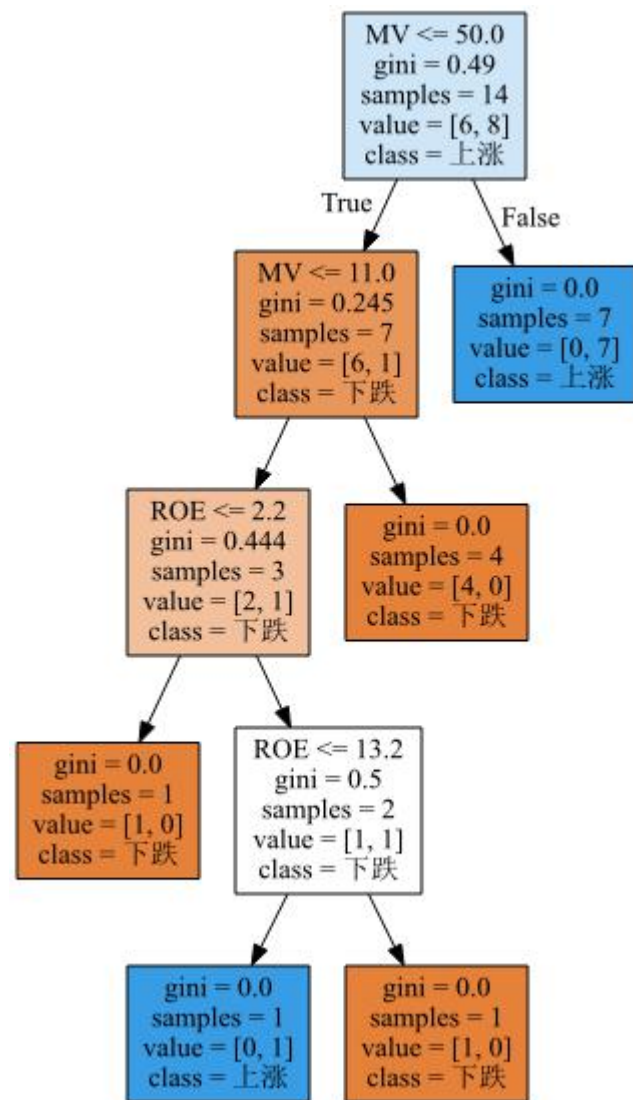 MV <= 50.0
gini = 0.49
samples = 14
value = [6, 8]
class = 上涨
True
False
MV <= 11.0
gini = 0.245
samples = 7
value = [6, 1]
class = 下跌
gini = 0.0
samples = 7
value = [0, 7]
class = 上涨
ROE <= 2.2
gini = 0.444
samples = 3
value = [2, 1]
class = 下跌
gini = 0.0
samples = 4
value = [4, 0]
class = 下跌
gini = 0.0
samples = 1
value = [1, 0]
class = 下跌
ROE <= 13.2
gini = 0.5
samples = 2
value = [1, 1]
class = 下跌
gini = 0.0
samples = 1
value = [0, 1]
class = 上涨
gini = 0.0
samples = 1
value = [1, 0]
class = 下跌